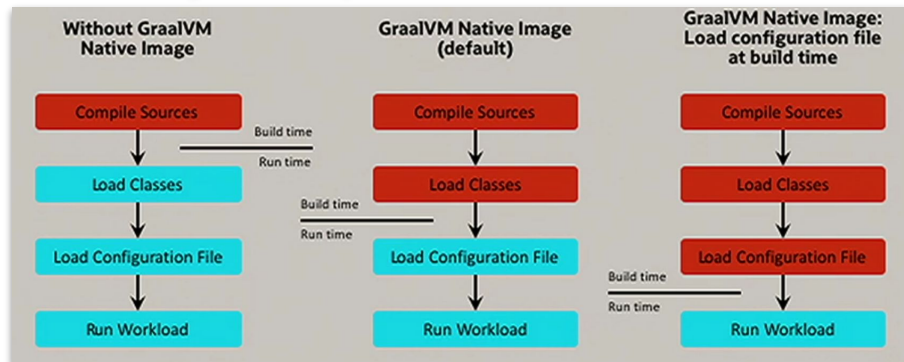 Without GraalVM
Native Image
Compile Sources
Build time
Run time
Load Classes
Load Configuration File
Run Workload
GraalVM Native Image
(default)
Compile Sources
Load Classes
Build time
Run time
Load Configuration File
Run Workload
GraalVM Native Image:
Load configuration file
at build time
Compile Sources
Load Classes
Load Configuration File
Build time
Run time
Run Workload